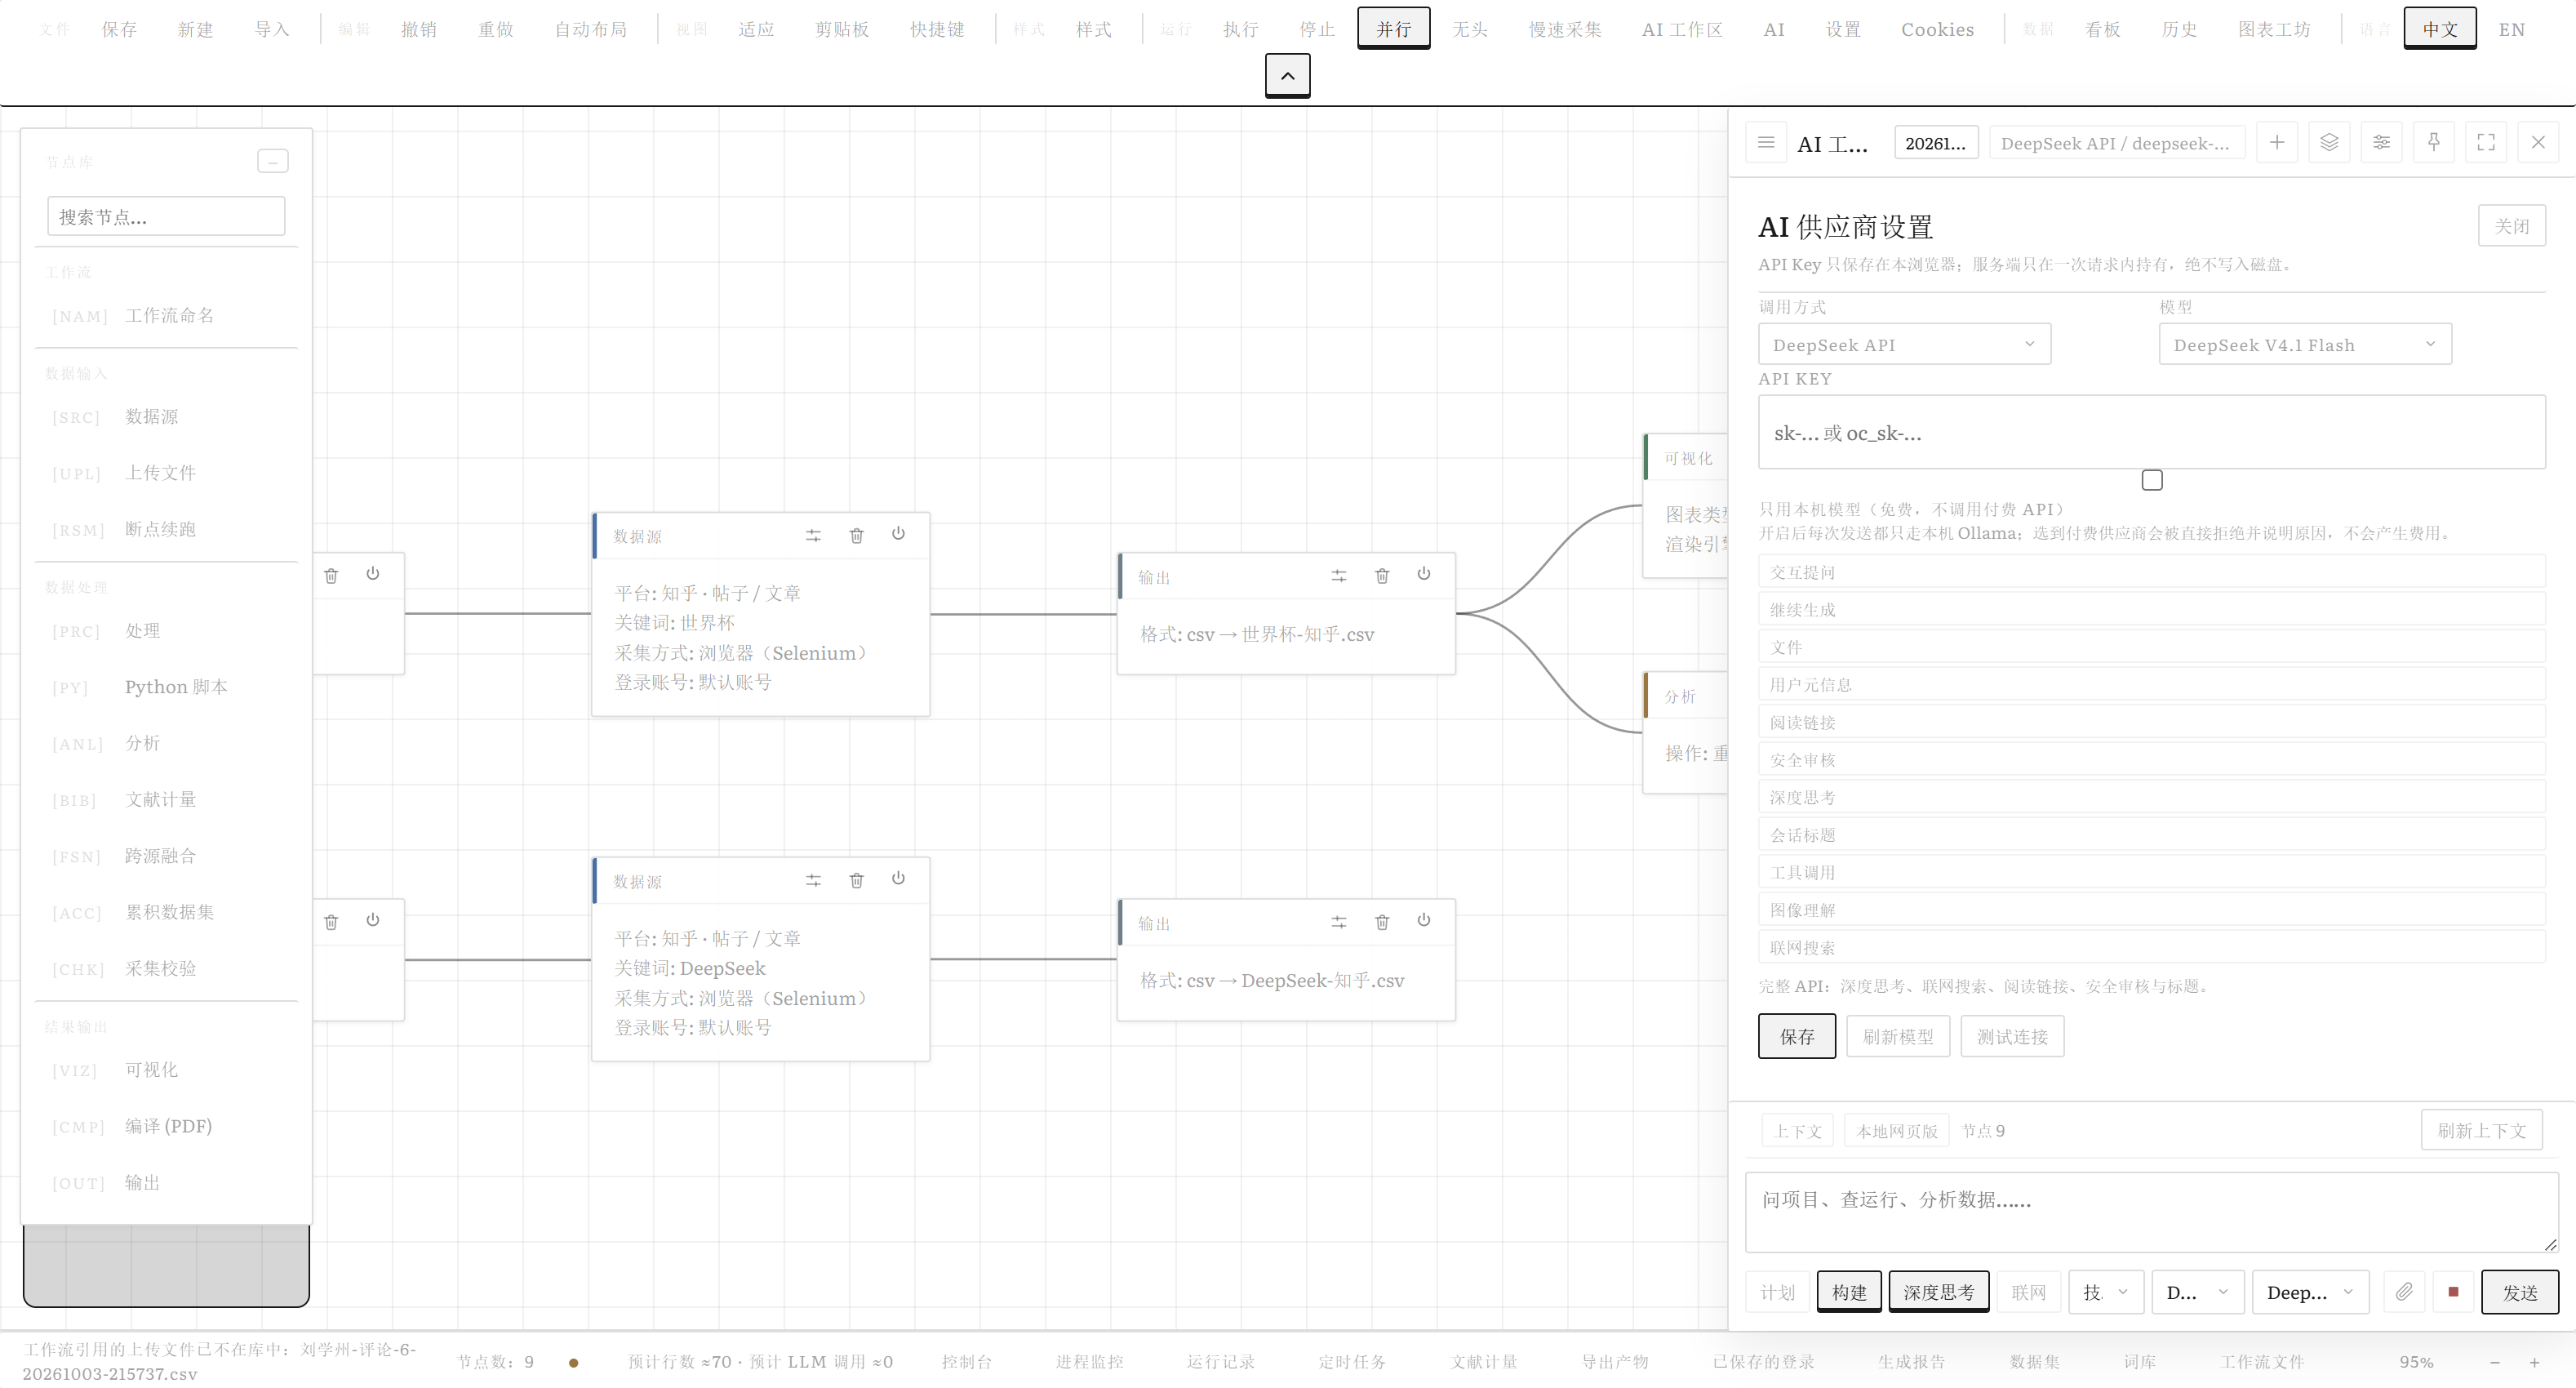 文件 保存 新建 导入 编辑 撤销 重做 自动布局 视图 适应 剪贴板 快捷键 样式 样式 运行 执行 停止 并行 无头 慢速采集 AI 工作区 AI 设置 Cookies 数据 看板 历史 图表工坊 语言 中文 EN
节点库
搜索节点...
工作流
[NAM] 工作流命名
数据输入
[SRC] 数据源
[UPL] 上传文件
[RSM] 断点续跑
数据处理
[PRC] 处理
[PY] Python 脚本
[ANL] 分析
[BIB] 文献计量
[FSN] 跨源融合
[ACC] 累积数据集
[CHK] 采集校验
结果输出
[VIZ] 可视化
[CMP] 编译 (PDF)
[OUT] 输出
数据源
平台: 知乎 · 帖子 / 文章
关键词: 世界杯
采集方式: 浏览器（Selenium）
登录账号: 默认账号
输出
格式: csv → 世界杯-知乎.csv
可视化
图表类型
渲染引擎
分析
操作: 重
数据源
平台: 知乎 · 帖子 / 文章
关键词: DeepSeek
采集方式: 浏览器（Selenium）
登录账号: 默认账号
输出
格式: csv → DeepSeek-知乎.csv
AI 工... 20261... DeepSeek API / deepseek-...
AI 供应商设置 关闭
API Key 只保存在本浏览器；服务端只在一次请求内持有，绝不写入磁盘。
调用方式 模型
DeepSeek API DeepSeek V4.1 Flash
API KEY
sk-... 或 oc_sk-...
只用本机模型（免费，不调用付费 API）
开启后每次发送都只走本机 Ollama；选到付费供应商会被直接拒绝并说明原因，不会产生费用。
交互提问
继续生成
文件
用户元信息
阅读链接
安全审核
深度思考
会话标题
工具调用
图像理解
联网搜索
完整 API：深度思考、联网搜索、阅读链接、安全审核与标题。
保存 刷新模型 测试连接
上下文 本地网页版 节点 9 刷新上下文
问项目、查运行、分析数据……
计划 构建 深度思考 联网 技. D... Deep... 发送
工作流引用的上传文件已不在库中：刘学州-评论-6-
20261003-215737.csv
节点数：9 预计行数 ≈70 · 预计 LLM 调用 ≈0 控制台 进程监控 运行记录 定时任务 文献计量 导出产物 已保存的登录 生成报告 数据集 词库 工作流文件 95% − +